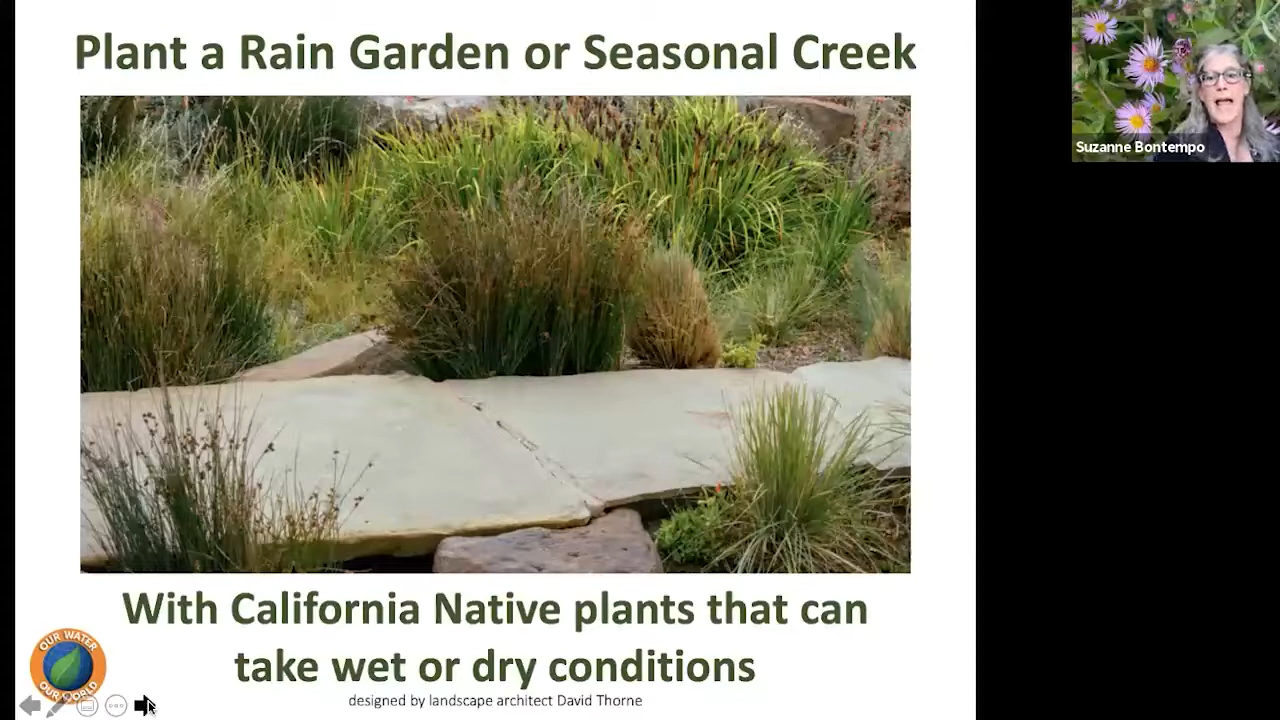 Plant a Rain Garden or Seasonal Creek
Suzanne Bontempo
With California Native plants that can
take wet or dry conditions
designed by landscape architect David Thorne
OUR WATER
OUR WORLD